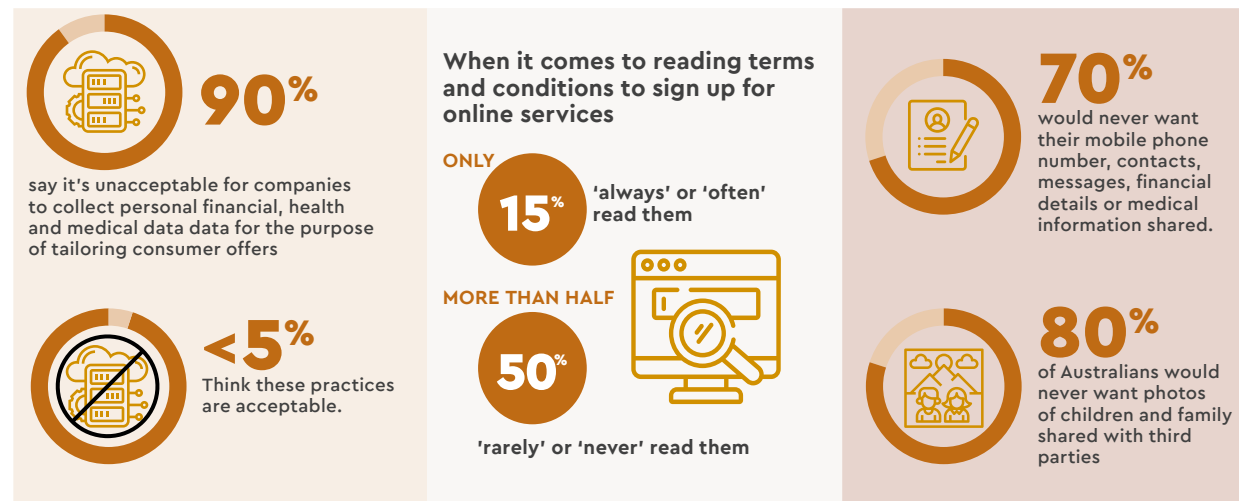 90%
say it's unacceptable for companies
to collect personal financial, health
and medical data data for the purpose
of tailoring consumer offers
<5%
Think these practices
are acceptable.
When it comes to reading terms
and conditions to sign up for
online services
ONLY
15%
‘always’ or ‘often’
read them
MORE THAN HALF
50%
’rarely’ or ‘never’ read them
70%
would never want
their mobile phone
number, contacts,
messages, financial
details or medical
information shared.
80%
of Australians would
never want photos
of children and family
shared with third
parties